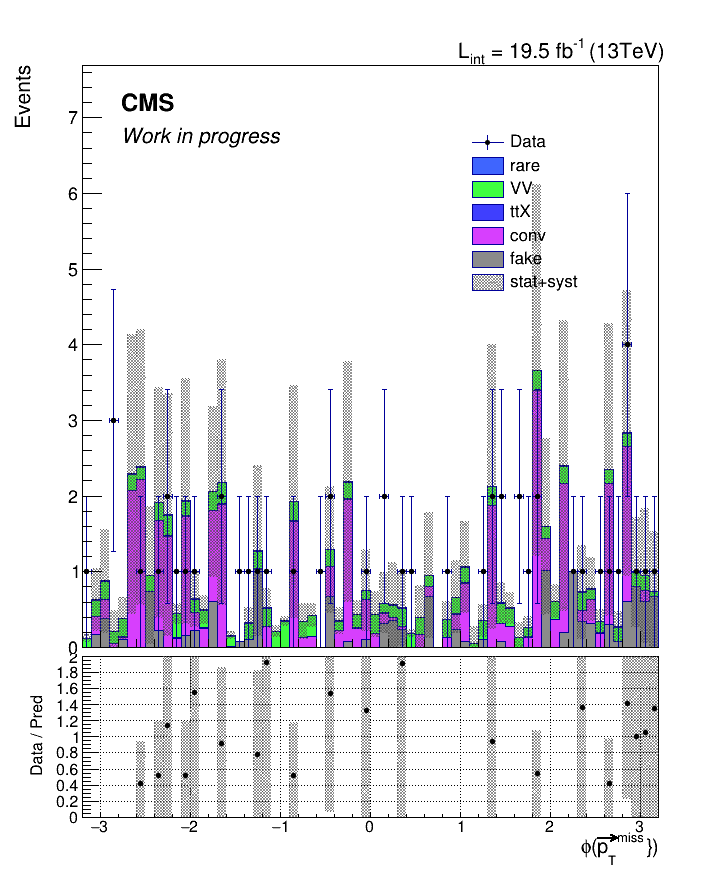 L_int = 19.5 fb^-1 (13TeV)
Events
CMS
Work in progress
Data
rare
VV
ttX
conv
fake
stat+syst
7
6
5
4
3
2
1
0
Data / Pred
2
1.8
1.6
1.4
1.2
1
0.8
0.6
0.4
0.2
0
−3 −2 −1 0 1 2 3
ϕ(p_T^miss })